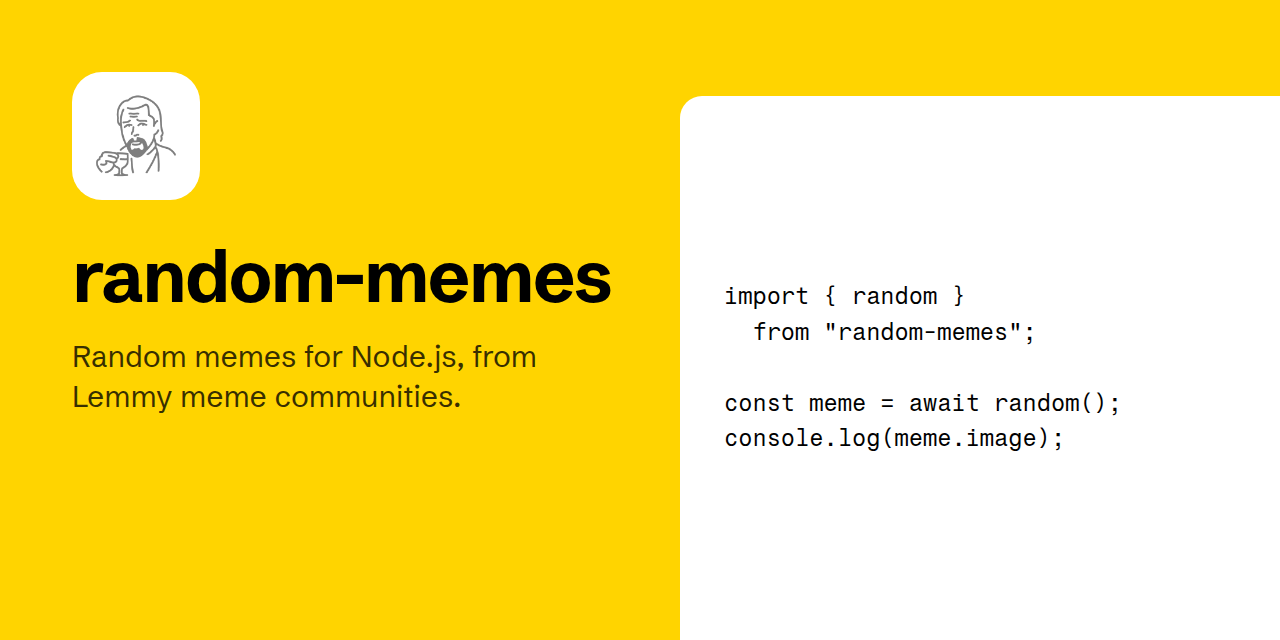 random-memes
Random memes for Node.js, from
Lemmy meme communities.
import { random }
  from "random-memes";
const meme = await random();
console.log(meme.image);